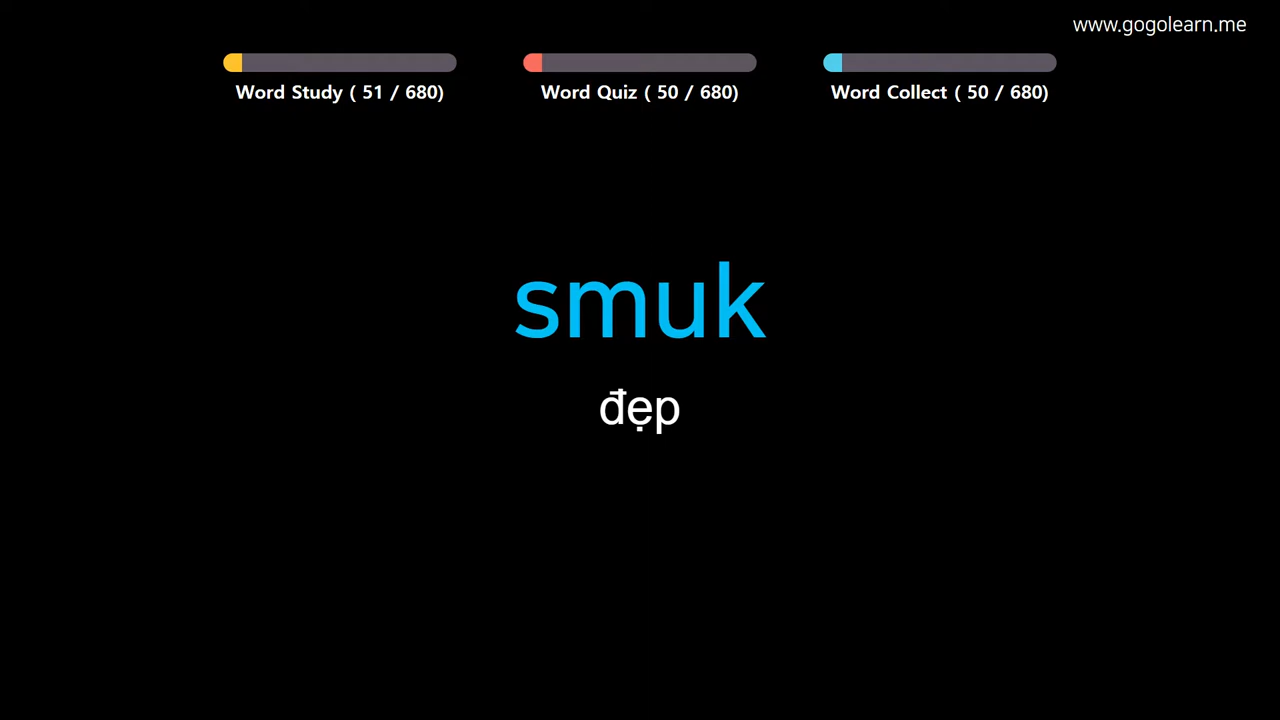 www.gogolearn.me
Word Study ( 51 / 680)
Word Quiz ( 50 / 680)
Word Collect ( 50 / 680)
smuk
đẹp